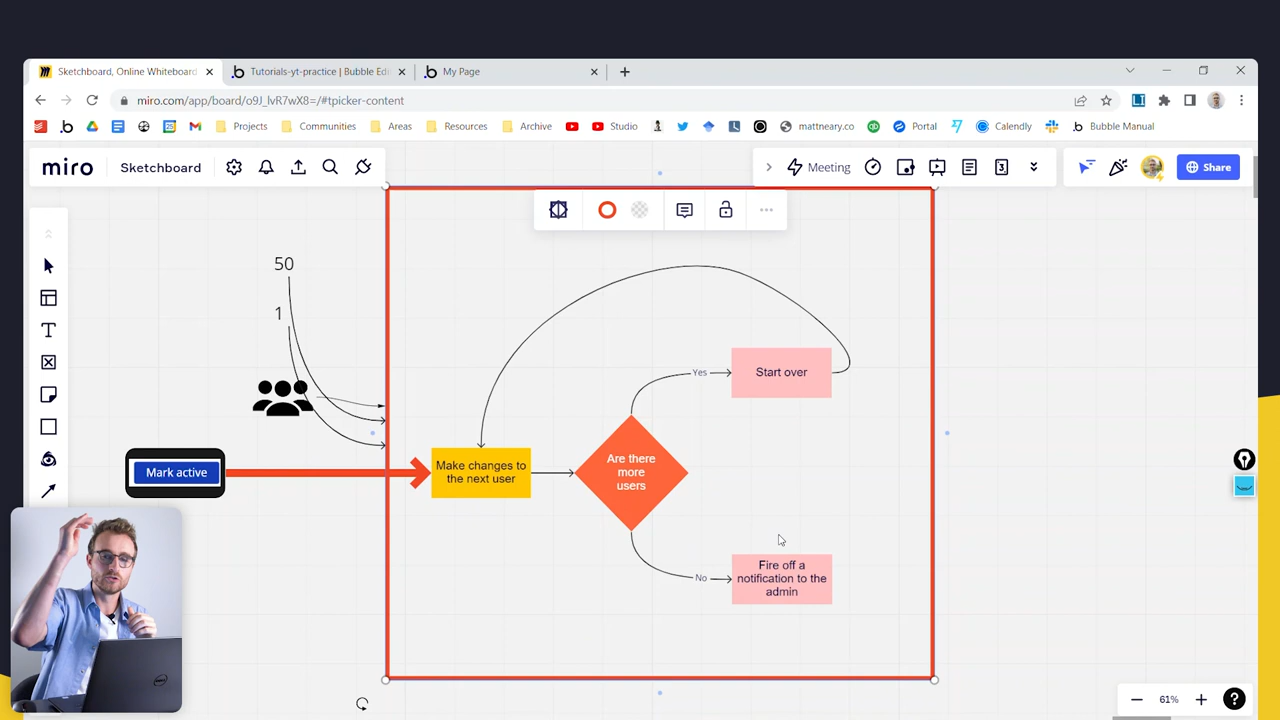 Sketchboard, Online Whiteboard
Tutorials-yt-practice | Bubble Edi
My Page
miro.com/app/board/o9J_lvR7wX8=/#tpicker-content
Projects
Communities
Areas
Resources
Archive
Studio
mattneary.co
Portal
Calendly
Bubble Manual
miro
Sketchboard
Meeting
3
Share
50
1
Yes
Start over
Mark active
Make changes to
the next user
Are there
more
users
No
Fire off a
notification to the
admin
DELL
61%
?